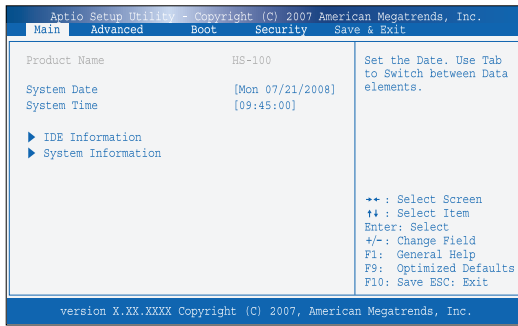 Aptio Setup Utility - Copyright (C) 2007 American Megatrends, Inc.
Main Advanced Boot Security Save & Exit
Product Name HS-100
System Date [Mon 07/21/2008]
System Time [09:45:00]
IDE Information
System Information
Set the Date. Use Tab
to Switch between Data
elements.
→← : Select Screen
↑↓ : Select Item
Enter: Select
+/- : Change Field
F1: General Help
F9: Optimized Defaults
F10: Save ESC: Exit
version X.XX.XXXX Copyright (C) 2007, American Megatrends, Inc.